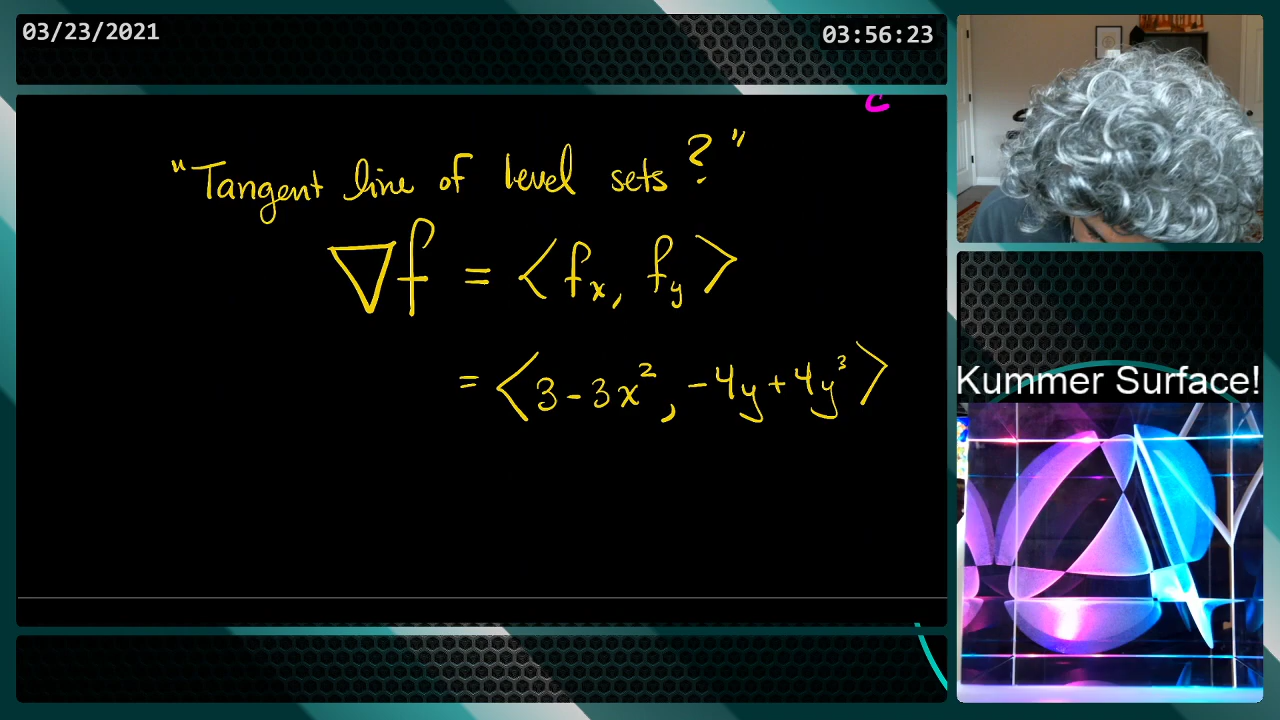 03/23/2021
03:56:23
C
"Tangent line of level sets?"
∇f = ⟨f_x, f_y⟩
= ⟨3 - 3x², -4y + 4y³⟩
Kummer Surface!